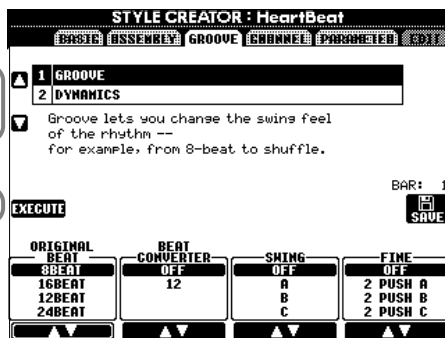 STYLE CREATOR : HeartBeat
BASIC ASSEMBLY GROOVE CHANNEL PARAMETER EDIT
1 GROOVE
2 DYNAMICS
Groove lets you change the swing feel
of the rhythm --
for example, from 8-beat to shuffle.
BAR: 1
EXECUTE SAVE
ORIGINAL BEAT BEAT CONVERTER SWING FINE
8BEAT OFF OFF OFF
16BEAT 12 A 2 PUSH A
12BEAT B 2 PUSH B
24BEAT C 2 PUSH C